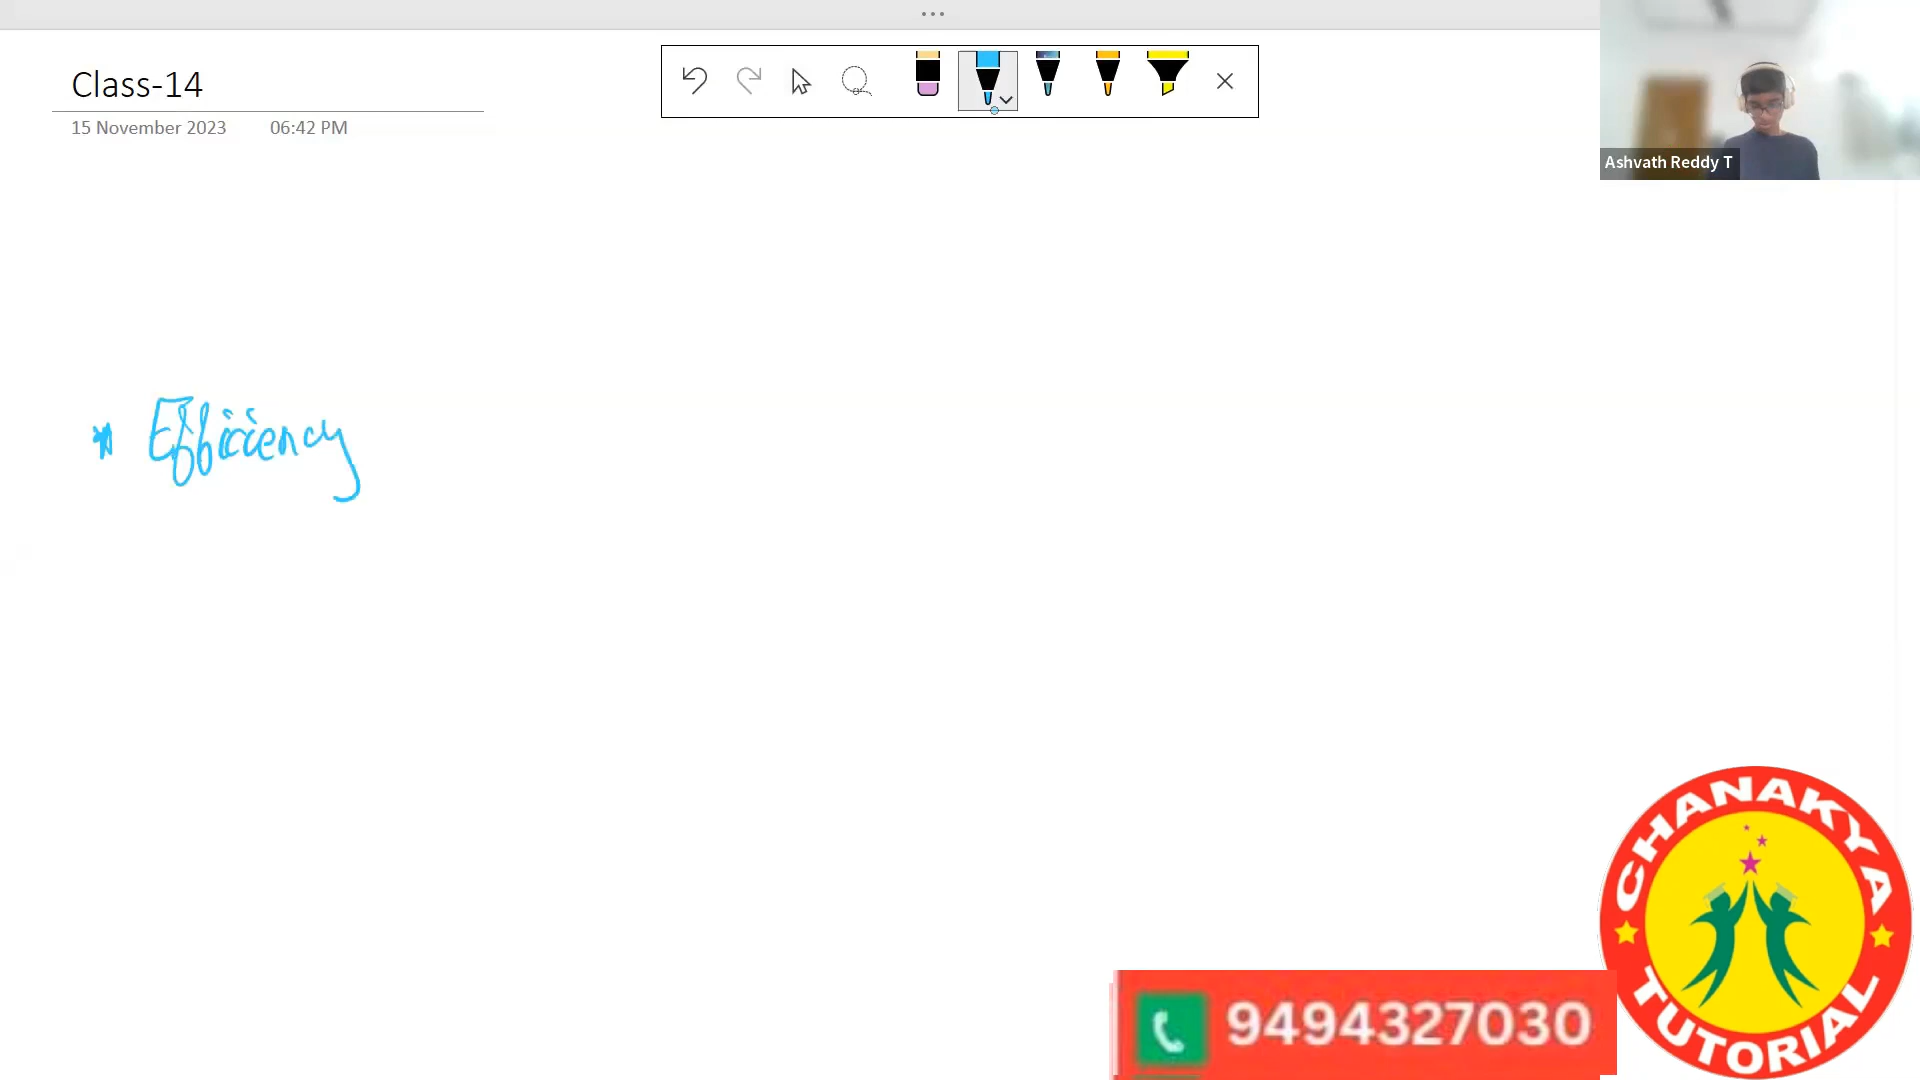 Class-14
15 November 2023 06:42 PM
Ashvath Reddy T
* Efficiency
CHANAKYA
TUTORIAL
9494327030